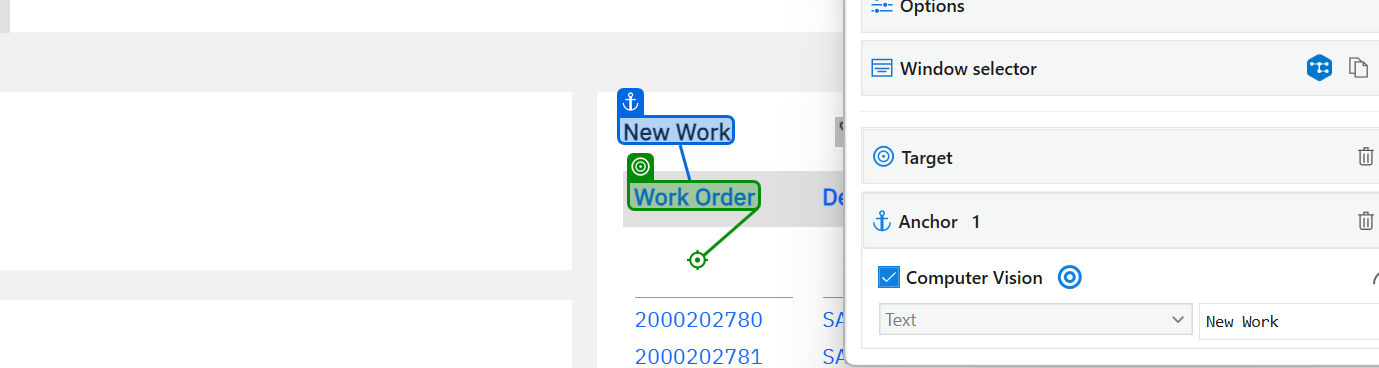 Options
Window selector
New Work
Target
Work Order
De
Anchor 1
Computer Vision
Text
New Work
2000202780
SA
2000202781
SA